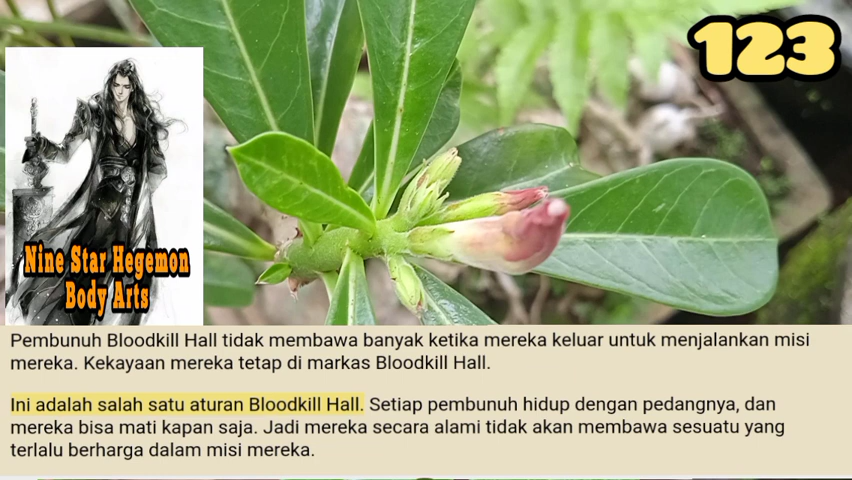 123
Nine Star Hegemon
Body Arts
Pembunuh Bloodkill Hall tidak membawa banyak ketika mereka keluar untuk menjalankan misi
mereka. Kekayaan mereka tetap di markas Bloodkill Hall.
Ini adalah salah satu aturan Bloodkill Hall. Setiap pembunuh hidup dengan pedangnya, dan
mereka bisa mati kapan saja. Jadi mereka secara alami tidak akan membawa sesuatu yang
terlalu berharga dalam misi mereka.